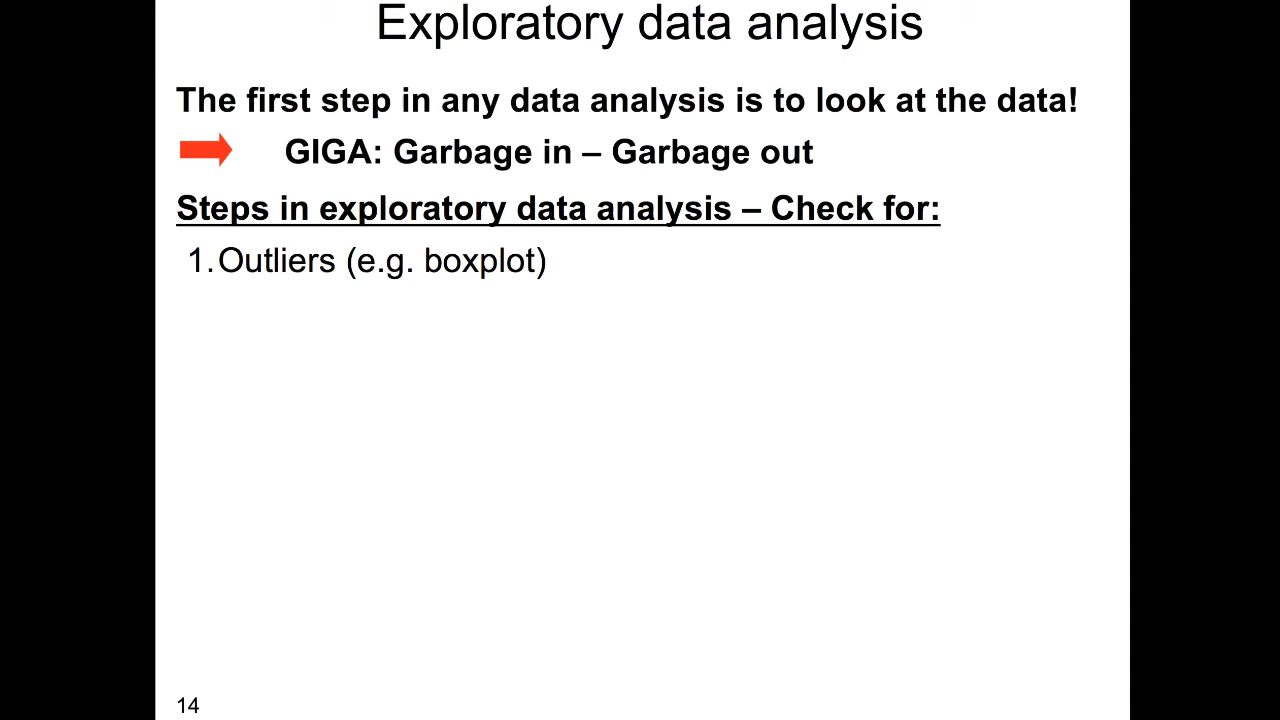 Exploratory data analysis
The first step in any data analysis is to look at the data!
GIGA: Garbage in – Garbage out
Steps in exploratory data analysis – Check for:
1. Outliers (e.g. boxplot)
14